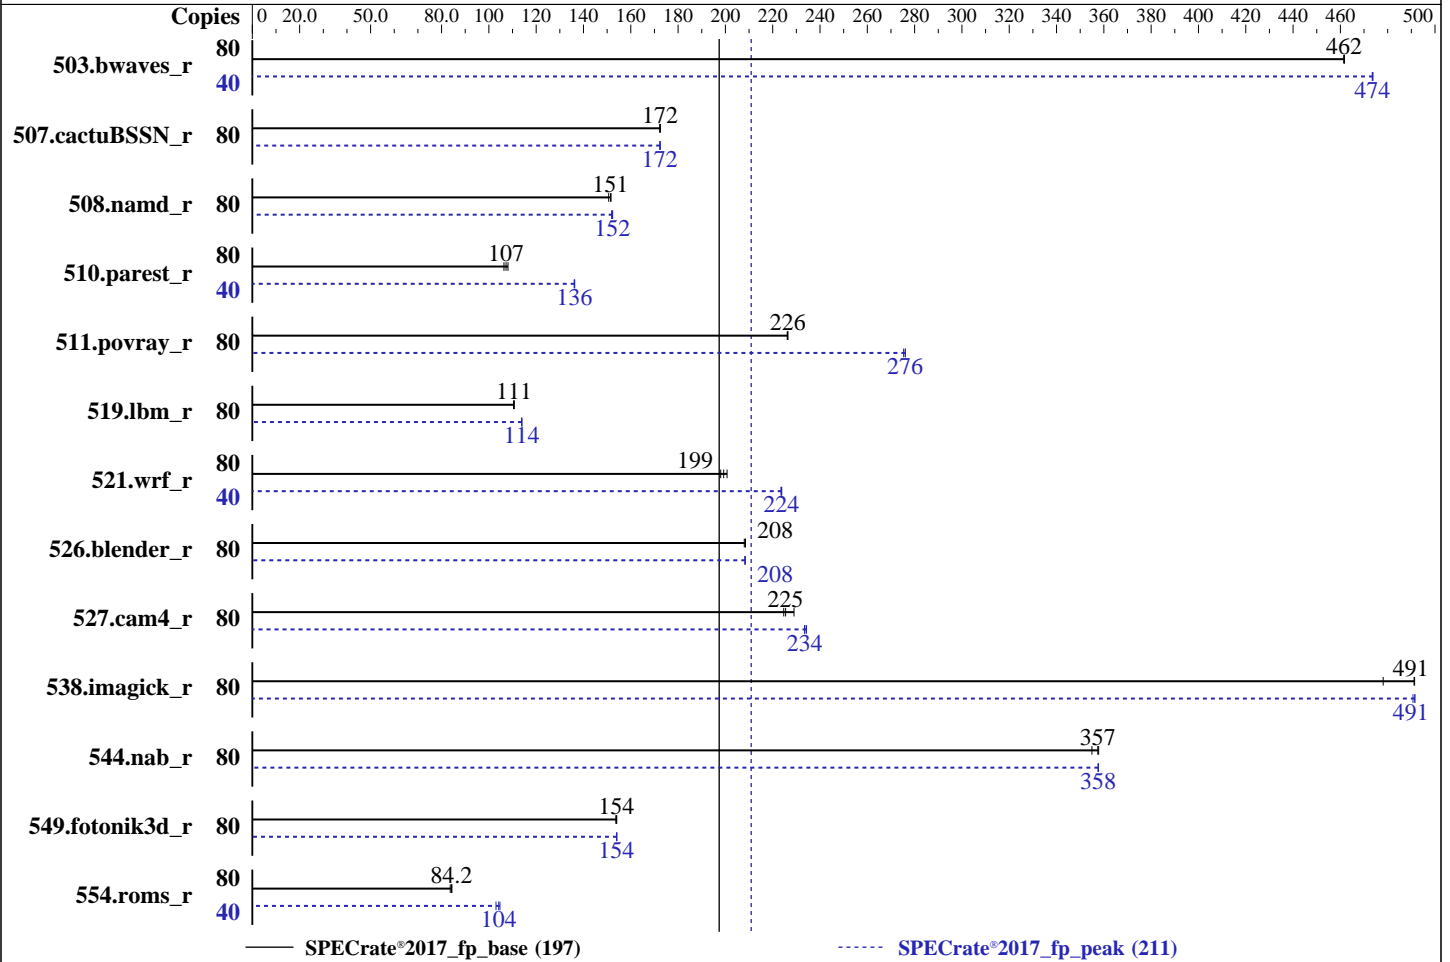 Copies 0 20.0 50.0 80.0 100 120 140 160 180 200 220 240 260 280 300 320 340 360 380 400 420 440 460 500
503.bwaves_r 80 462
40 474
507.cactuBSSN_r 80 172
172
508.namd_r 80 151
152
510.parest_r 80 107
40 136
511.povray_r 80 226
276
519.lbm_r 80 111
114
521.wrf_r 80 199
40 224
526.blender_r 80 208
208
527.cam4_r 80 225
234
538.imagick_r 80 491
491
544.nab_r 80 357
358
549.fotonik3d_r 80 154
154
554.roms_r 80 84.2
40 104
SPECrate®2017_fp_base (197) SPECrate®2017_fp_peak (211)